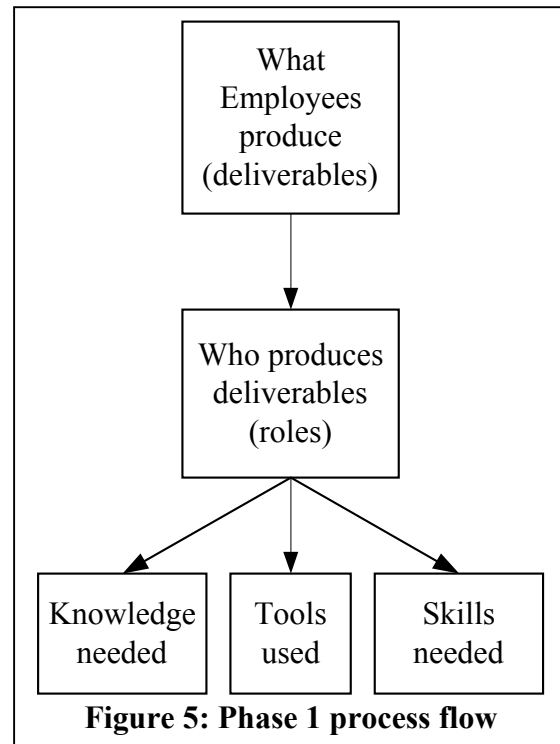 What
Employees
produce
(deliverables)
Who produces
deliverables
(roles)
Knowledge
needed
Tools
used
Skills
needed
Figure 5: Phase 1 process flow